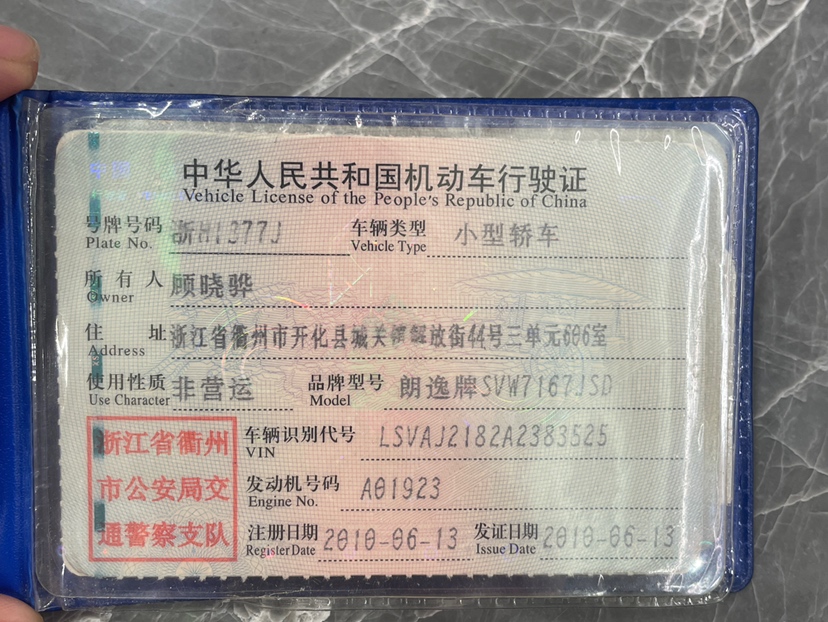 中华人民共和国机动车行驶证
Vehicle License of the People's Republic of China
号牌号码 浙H1377J 车辆类型 小型轿车
Plate No. Vehicle Type
所有人 顾晓骅
Owner
住址 浙江省衢州市开化县城关镇解放街44号三单元606室
Address
使用性质 非营运 品牌型号 朗逸牌SVW7167JSD
Use Character Model
浙江省衢州
市公安局交
通警察支队
车辆识别代号 LSVAJ2182A2383525
VIN
发动机号码 A01923
Engine No.
注册日期 2010-06-13 发证日期 2010-06-13
Register Date Issue Date